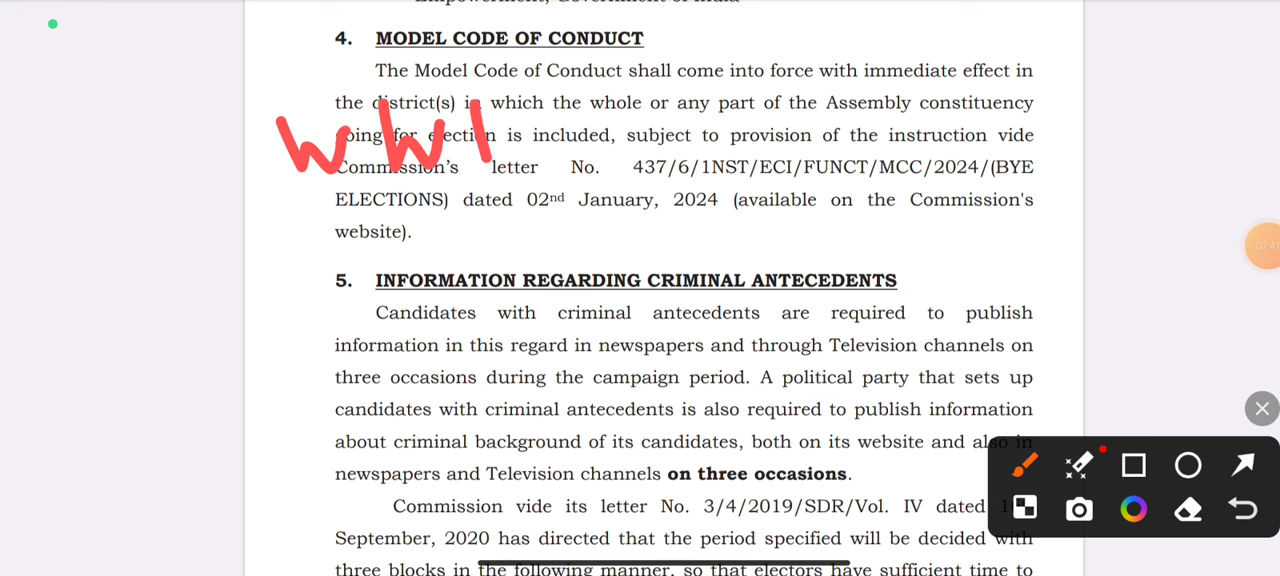 Empowerment, Government of India
4. MODEL CODE OF CONDUCT
The Model Code of Conduct shall come into force with immediate effect in
the district(s) in which the whole or any part of the Assembly constituency
going for election is included, subject to provision of the instruction vide
Commission's letter No. 437/6/1NST/ECI/FUNCT/MCC/2024/(BYE
ELECTIONS) dated 02nd January, 2024 (available on the Commission's
website).
5. INFORMATION REGARDING CRIMINAL ANTECEDENTS
Candidates with criminal antecedents are required to publish
information in this regard in newspapers and through Television channels on
three occasions during the campaign period. A political party that sets up
candidates with criminal antecedents is also required to publish information
about criminal background of its candidates, both on its website and also in
newspapers and Television channels on three occasions.
Commission vide its letter No. 3/4/2019/SDR/Vol. IV dated
September, 2020 has directed that the period specified will be decided with
three blocks in the following manner, so that electors have sufficient time to
07:41